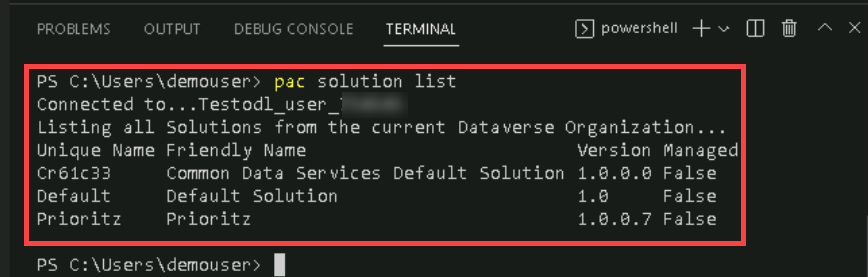 PROBLEMS OUTPUT DEBUG CONSOLE TERMINAL powershell
PS C:\Users\demouser> pac solution list
Connected to...Testodl_user_
Listing all Solutions from the current Dataverse Organization...
Unique Name Friendly Name Version Managed
Cr61c33 Common Data Services Default Solution 1.0.0.0 False
Default Default Solution 1.0 False
Prioritz Prioritz 1.0.0.7 False
PS C:\Users\demouser>